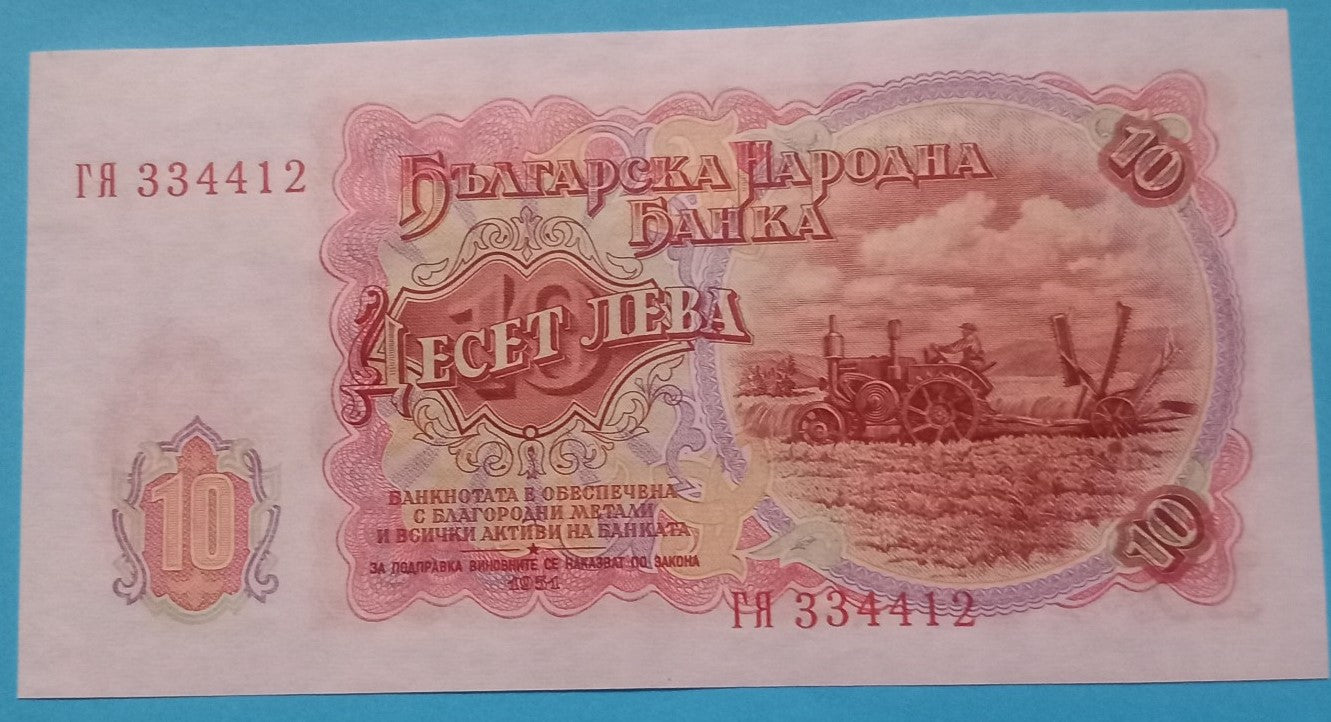 ГЯ 334412
БЪЛГАРСКА НАРОДНА
БАНКА
10
10
ДЕСЕТ ЛЕВА
10
БАНКНОТАТА Е ОБЕСПЕЧЕНА
С БЛАГОРОДНИ МЕТАЛИ
И ВСИЧКИ АКТИВИ НА БАНКАТА
ЗА ПОДПРАВКА ВИНОВНИТЕ СЕ НАКАЗВАТ ПО ЗАКОНА
1951
10
ГЯ 334412